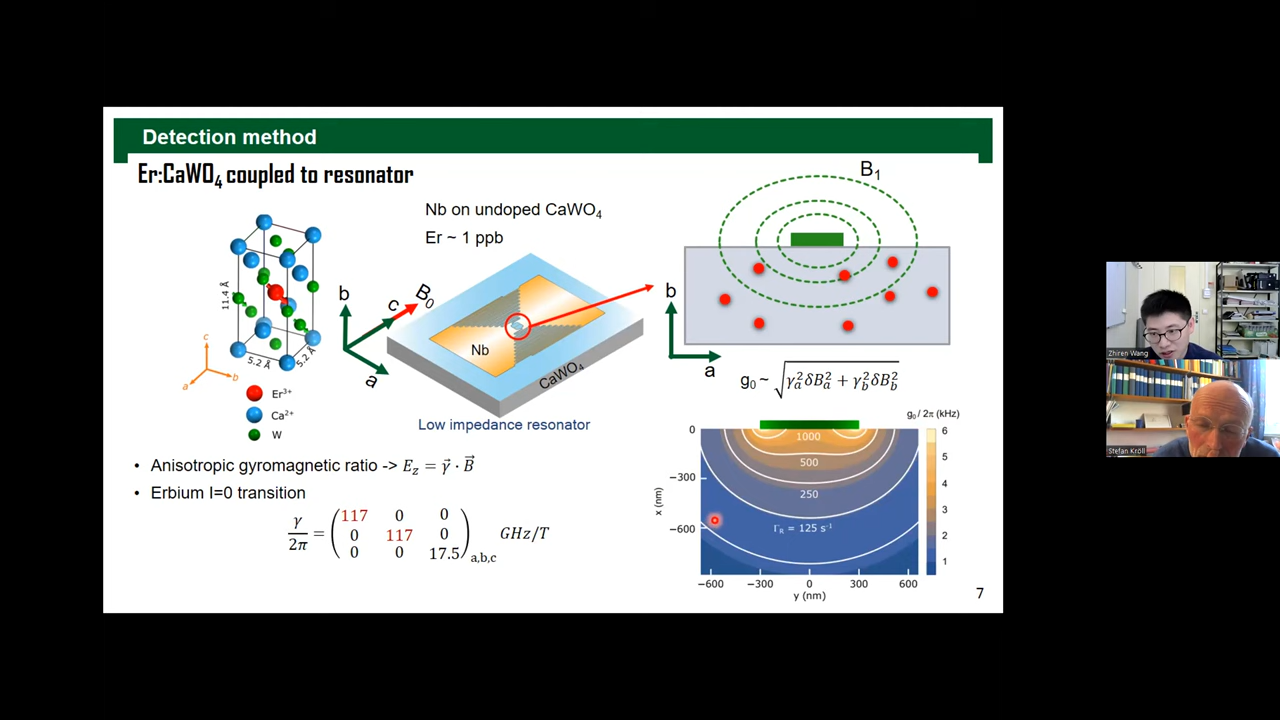 Detection method
Er:CaWO₄ coupled to resonator
Nb on undoped CaWO₄
Er ~ 1 ppb
11.4 Å
5.2 Å
5.2 Å
c
a
b
Er³⁺
Ca²⁺
W
b
c
B₀
a
Nb
CaWO₄
Low impedance resonator
B₁
b
a
g₀ ~ √(γₐ²δBₐ² + γ_b²δB_b²)
• Anisotropic gyromagnetic ratio -> E_z = γ⃗ · B⃗
• Erbium I=0 transition
γ/2π = (117 0 0
0 117 0
0 0 17.5)a,b,c GHz/T
g₀ / 2π (kHz)
1000
500
250
Γ_R = 125 s⁻¹
0
−300
−600
x (nm)
−600 −300 0 300 600
y (nm)
6
5
4
3
2
1
7
Zhiren Wang
Stefan Kröll